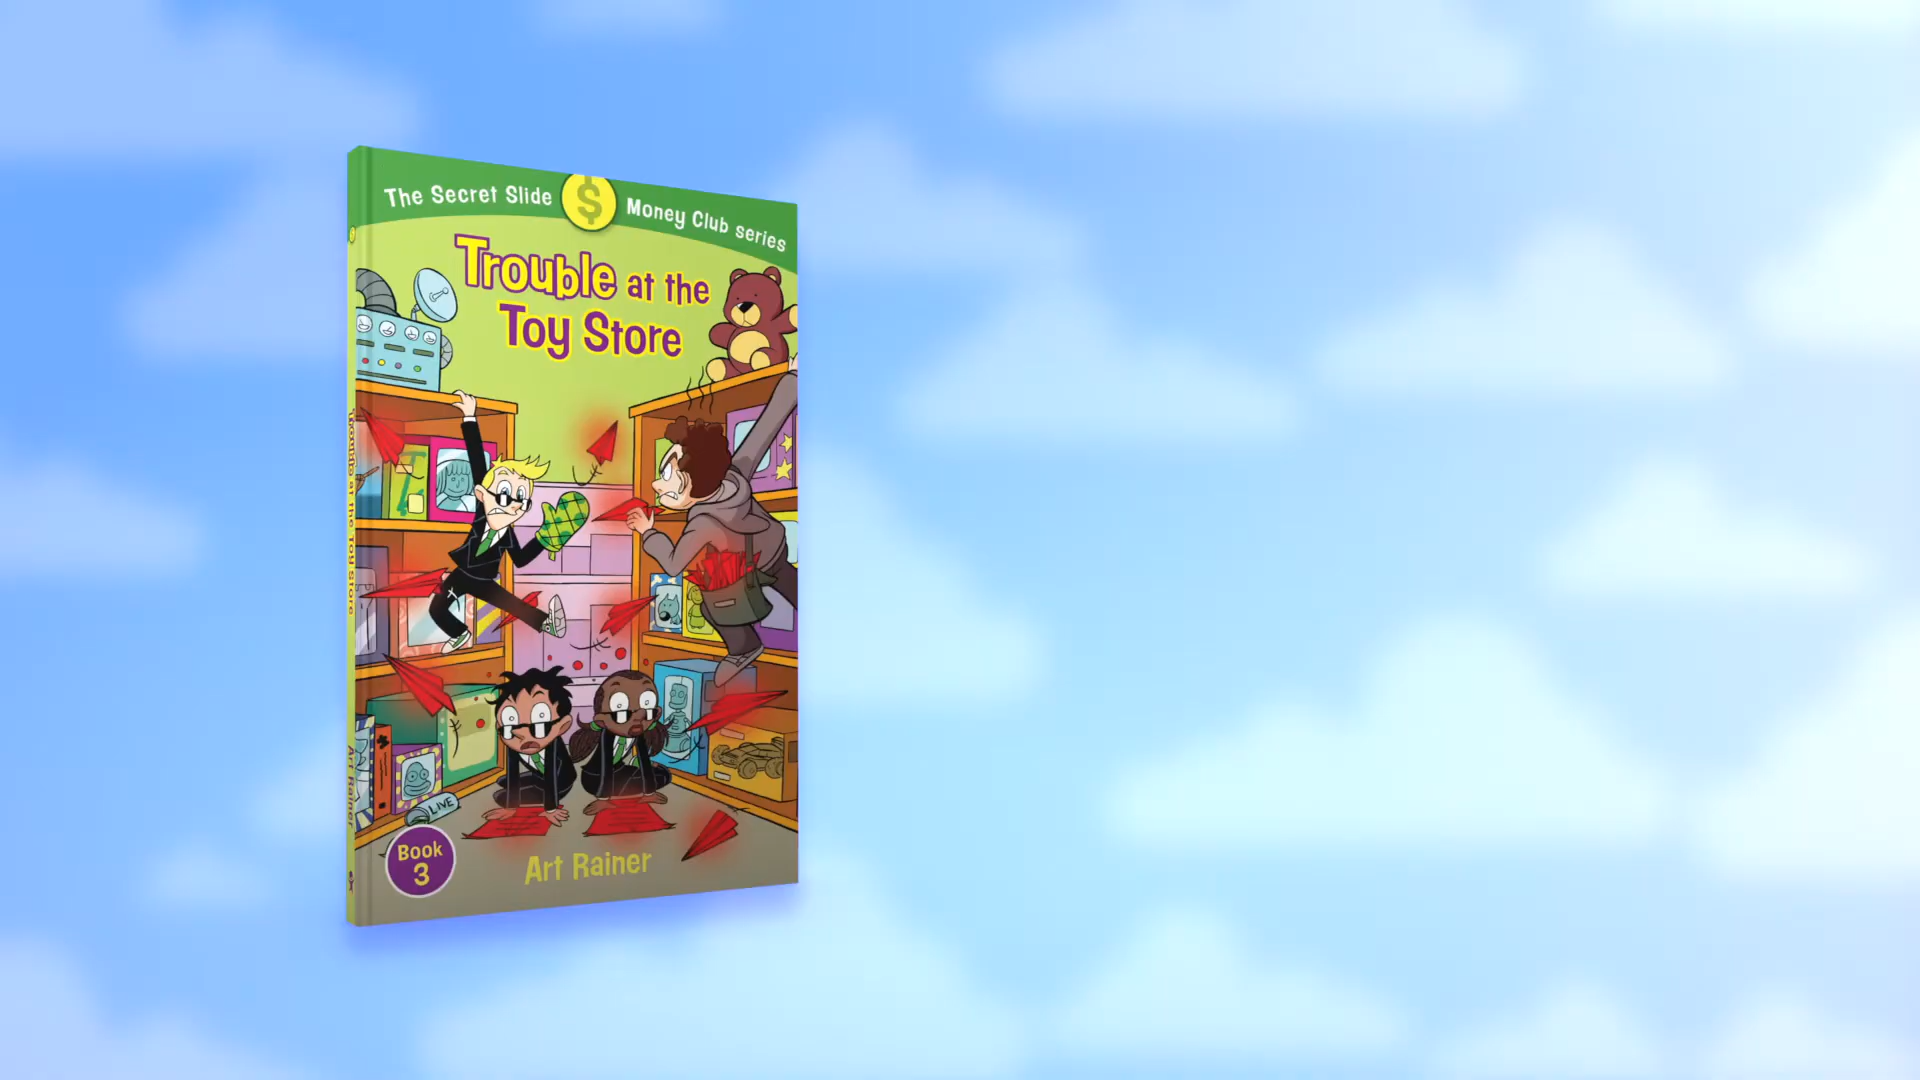 The Secret Slide $ Money Club series
Trouble at the
Toy Store
LIVE
Book
3
Art Rainer
Trouble at the Toy Store
Art Rainer